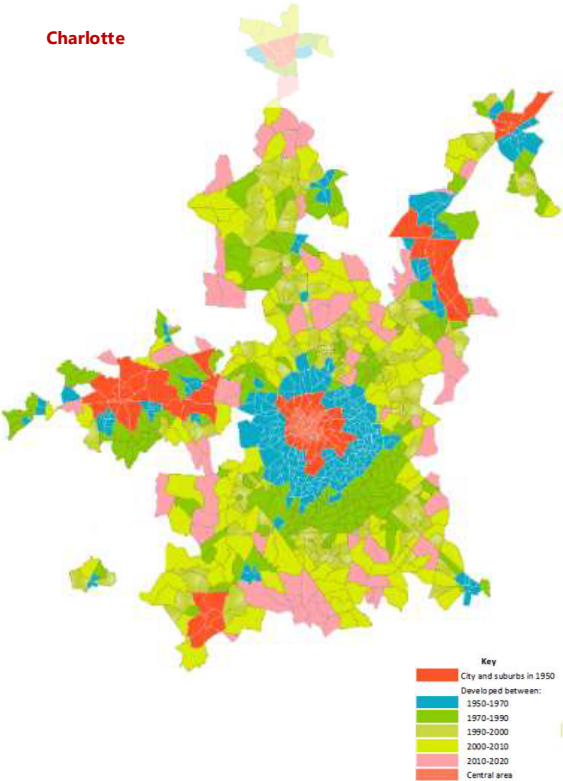 Charlotte
Key
City and suburbs in 1950
Developed between:
1950-1970
1970-1990
1990-2000
2000-2010
2010-2020
Central area